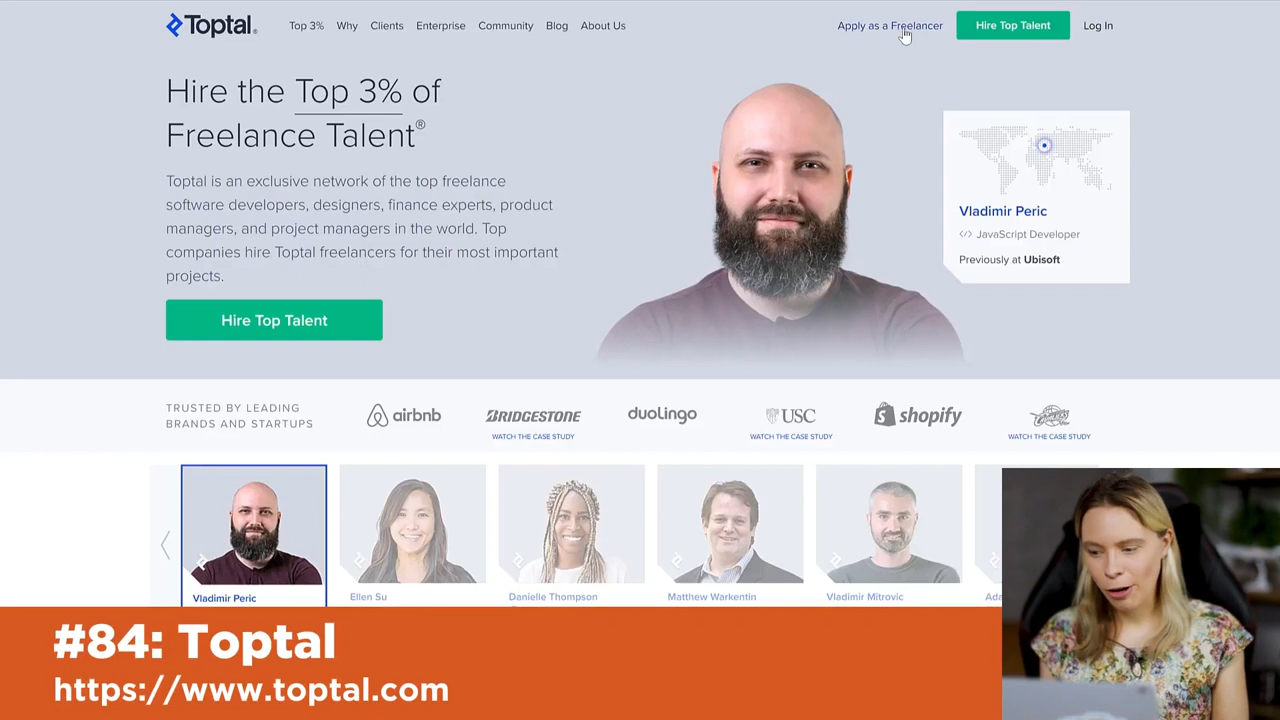 Toptal®
Top 3% Why Clients Enterprise Community Blog About Us
Apply as a Freelancer Hire Top Talent Log In
Hire the Top 3% of
Freelance Talent®
Toptal is an exclusive network of the top freelance
software developers, designers, finance experts, product
managers, and project managers in the world. Top
companies hire Toptal freelancers for their most important
projects.
Hire Top Talent
Vladimir Peric
</> JavaScript Developer
Previously at Ubisoft
TRUSTED BY LEADING
BRANDS AND STARTUPS
airbnb
BRIDGESTONE
WATCH THE CASE STUDY
duolingo
USC
WATCH THE CASE STUDY
shopify
WATCH THE CASE STUDY
Vladimir Peric
Ellen Su
Danielle Thompson
Matthew Warkentin
Vladimir Mitrovic
Ada
#84: Toptal
https://www.toptal.com